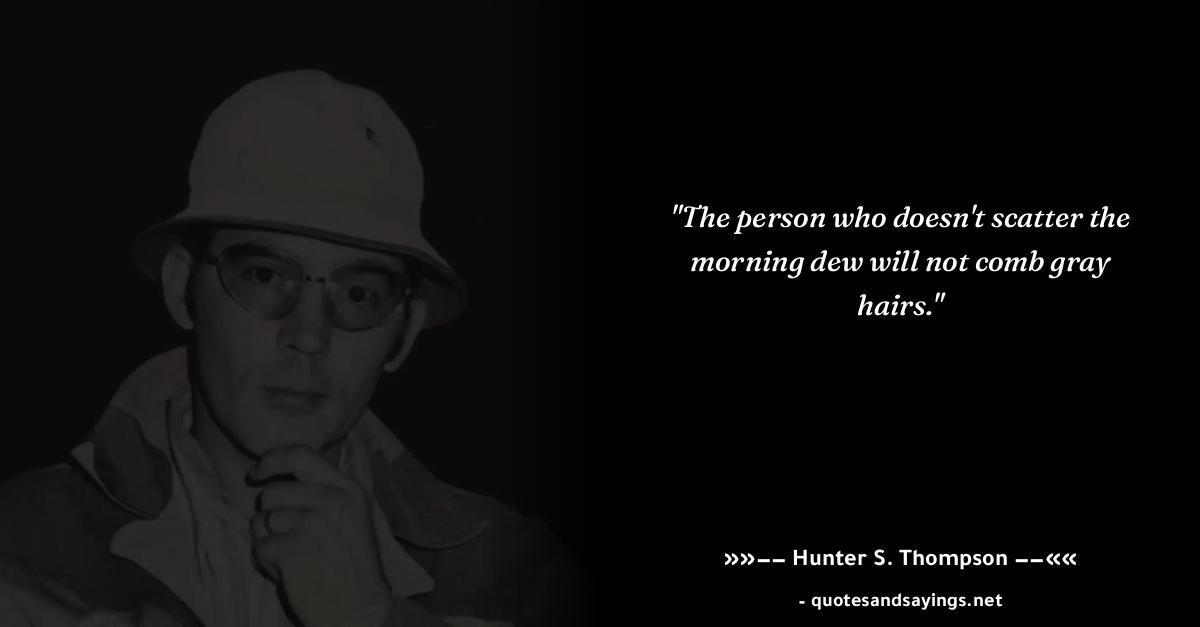 "The person who doesn't scatter the
morning dew will not comb gray
hairs."
»»−− Hunter S. Thompson −−««
- quotesandsayings.net